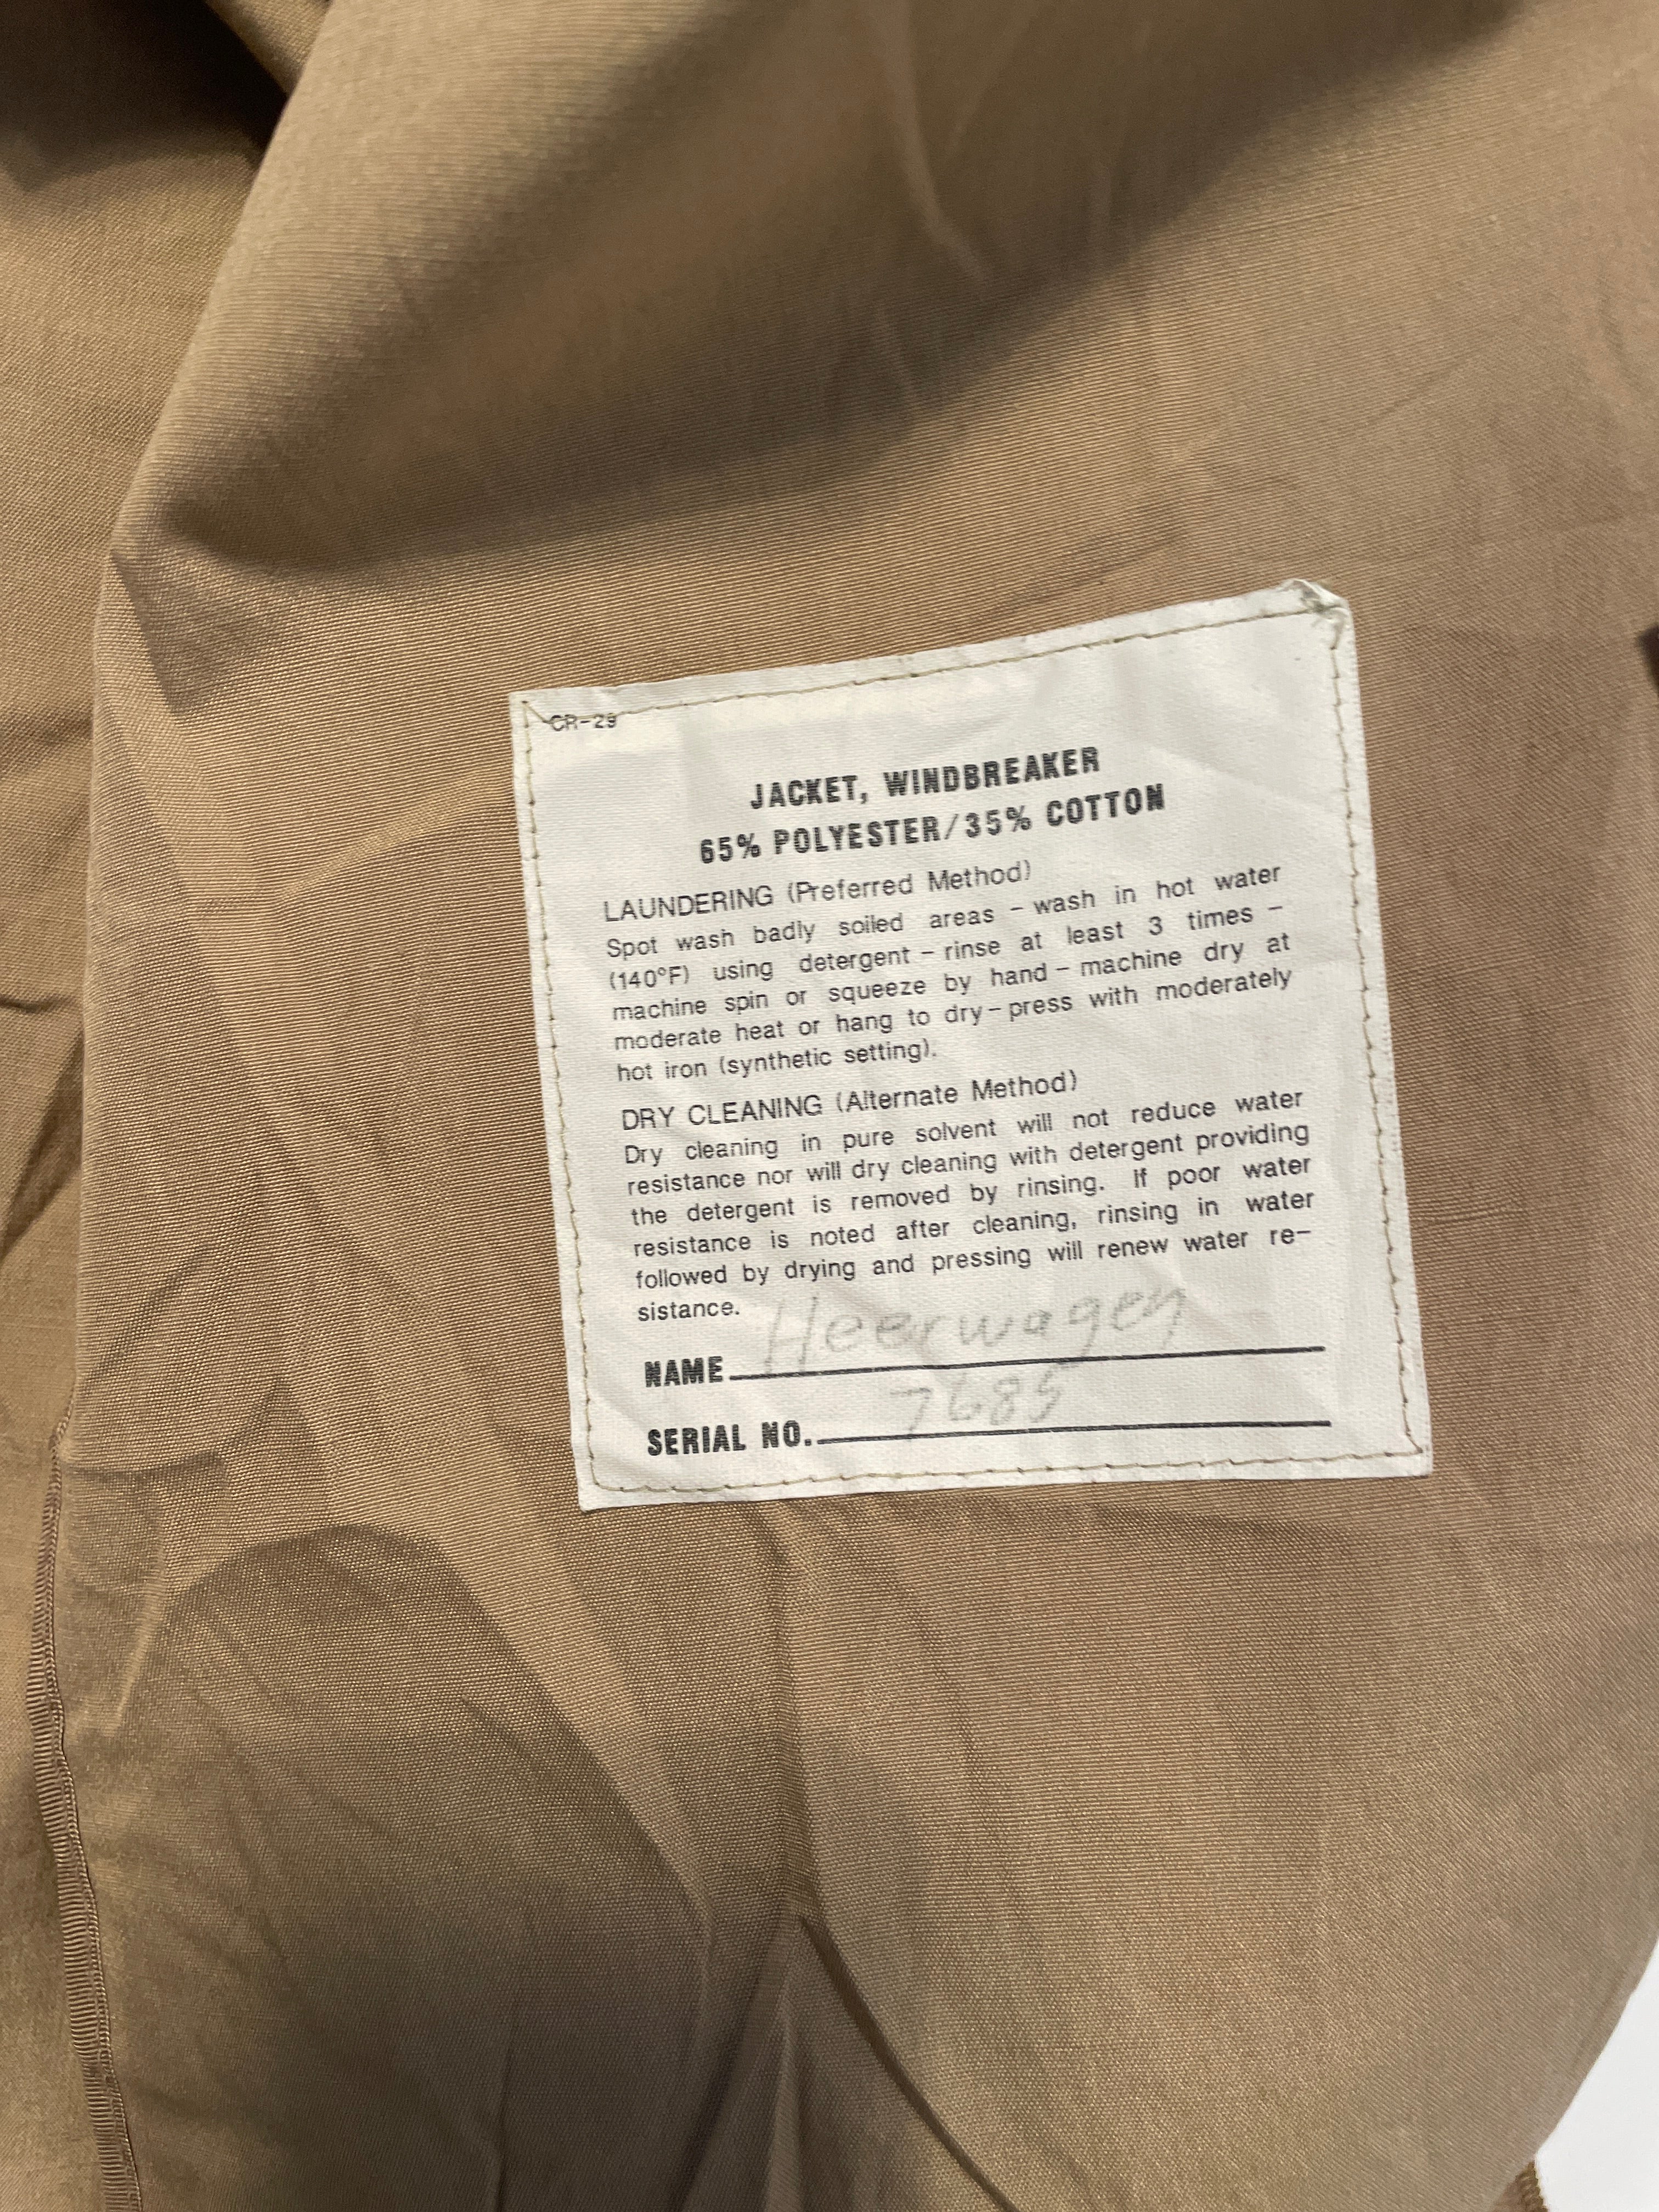 CR-29
JACKET, WINDBREAKER
65% POLYESTER/35% COTTON
LAUNDERING (Preferred Method)
Spot wash badly soiled areas – wash in hot water
(140°F) using detergent – rinse at least 3 times –
machine spin or squeeze by hand – machine dry at
moderate heat or hang to dry – press with moderately
hot iron (synthetic setting).
DRY CLEANING (Alternate Method)
Dry cleaning in pure solvent will not reduce water
resistance nor will dry cleaning with detergent providing
the detergent is removed by rinsing. If poor water
resistance is noted after cleaning, rinsing in water
followed by drying and pressing will renew water re–
sistance.
NAME Heerwagen
SERIAL NO. 7685